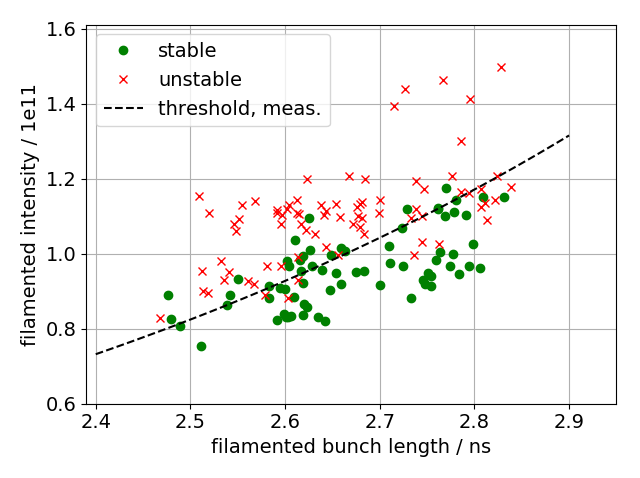 stable
unstable
threshold, meas.
filamented intensity / 1e11
1.6
1.4
1.2
1.0
0.8
0.6
2.4 2.5 2.6 2.7 2.8 2.9
filamented bunch length / ns